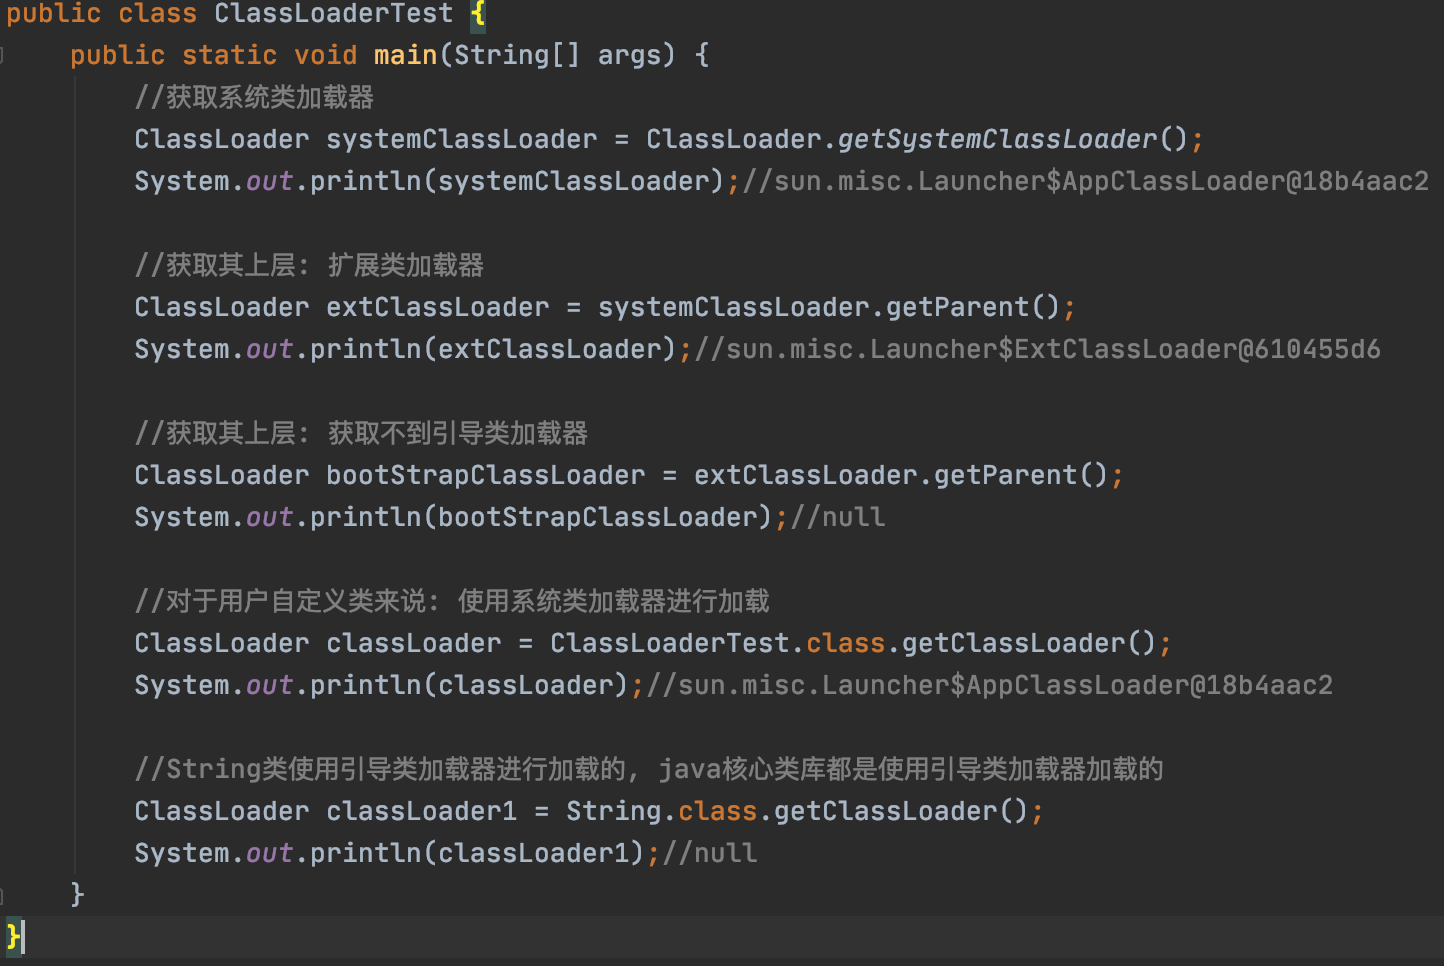 public class ClassLoaderTest {
    public static void main(String[] args) {
        //获取系统类加载器
        ClassLoader systemClassLoader = ClassLoader.getSystemClassLoader();
        System.out.println(systemClassLoader);//sun.misc.Launcher$AppClassLoader@18b4aac2

        //获取其上层: 扩展类加载器
        ClassLoader extClassLoader = systemClassLoader.getParent();
        System.out.println(extClassLoader);//sun.misc.Launcher$ExtClassLoader@610455d6

        //获取其上层: 获取不到引导类加载器
        ClassLoader bootStrapClassLoader = extClassLoader.getParent();
        System.out.println(bootStrapClassLoader);//null

        //对于用户自定义类来说: 使用系统类加载器进行加载
        ClassLoader classLoader = ClassLoaderTest.class.getClassLoader();
        System.out.println(classLoader);//sun.misc.Launcher$AppClassLoader@18b4aac2

        //String类使用引导类加载器进行加载的, java核心类库都是使用引导类加载器加载的
        ClassLoader classLoader1 = String.class.getClassLoader();
        System.out.println(classLoader1);//null
    }
}